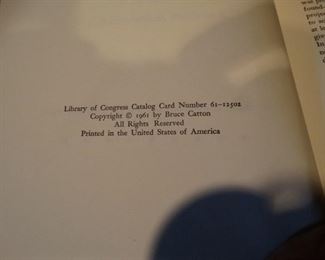 Library of Congress Catalog Card Number 61-12502
Copyright © 1961 by Bruce Catton
All Rights Reserved
Printed in the United States of America
found